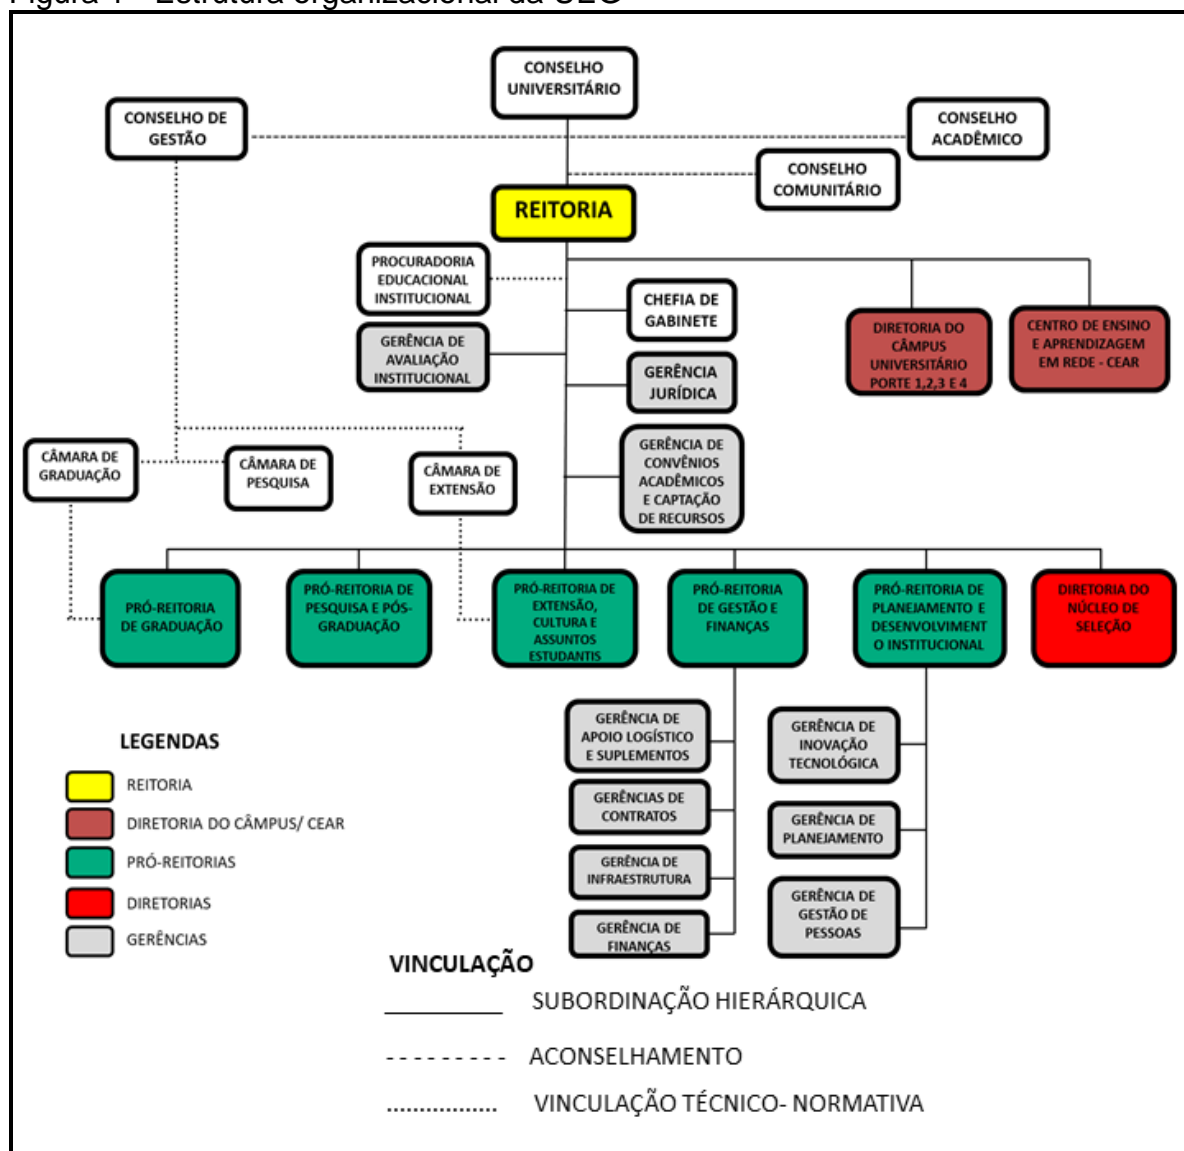 Figura 1 - Estrutura organizacional da UEG
CONSELHO
UNIVERSITÁRIO
CONSELHO DE
GESTÃO
CONSELHO
ACADÊMICO
CONSELHO
COMUNITÁRIO
REITORIA
PROCURADORIA
EDUCACIONAL
INSTITUCIONAL
CHEFIA DE
GABINETE
GERÊNCIA DE
AVALIAÇÃO
INSTITUCIONAL
GERÊNCIA
JURÍDICA
DIRETORIA DO
CÂMPUS
UNIVERSITÁRIO
PORTE 1,2,3 E 4
CENTRO DE ENSINO
E APRENDIZAGEM
EM REDE - CEAR
GERÊNCIA DE
CONVÊNIOS
ACADÊMICOS
E CAPTAÇÃO
DE RECURSOS
CÂMARA DE
GRADUAÇÃO
CÂMARA DE
PESQUISA
CÂMARA DE
EXTENSÃO
PRÓ-REITORIA
DE GRADUAÇÃO
PRÓ-REITORIA DE
PESQUISA E PÓS-
GRADUAÇÃO
PRÓ-REITORIA DE
EXTENSÃO,
CULTURA E
ASSUNTOS
ESTUDANTIS
PRÓ-REITORIA
DE GESTÃO E
FINANÇAS
PRÓ-REITORIA DE
PLANEJAMENTO E
DESENVOLVIMENT
O INSTITUCIONAL
DIRETORIA DO
NÚCLEO DE
SELEÇÃO
GERÊNCIA DE
APOIO LOGÍSTICO
E SUPLEMENTOS
GERÊNCIAS DE
CONTRATOS
GERÊNCIA DE
INFRAESTRUTURA
GERÊNCIA DE
FINANÇAS
GERÊNCIA DE
INOVAÇÃO
TECNOLÓGICA
GERÊNCIA DE
PLANEJAMENTO
GERÊNCIA DE
GESTÃO DE
PESSOAS
LEGENDAS
REITORIA
DIRETORIA DO CÂMPUS/ CEAR
PRÓ-REITORIAS
DIRETORIAS
GERÊNCIAS
VINCULAÇÃO
SUBORDINAÇÃO HIERÁRQUICA
ACONSELHAMENTO
VINCULAÇÃO TÉCNICO- NORMATIVA